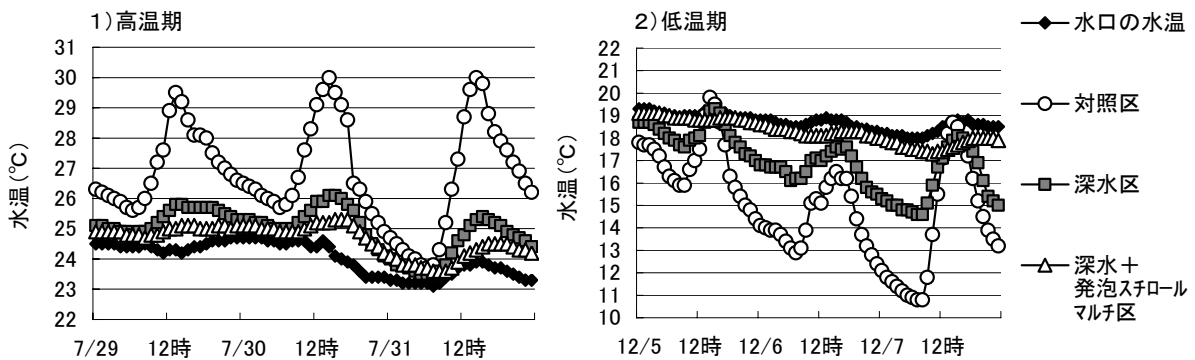 1)高温期
31
30
29
28
27
26
25
24
23
22
水温(℃)
7/29 12時 7/30 12時 7/31 12時
2)低温期
22
21
20
19
18
17
16
15
14
13
12
11
10
水温(℃)
12/5 12時 12/6 12時 12/7 12時
水口の水温
対照区
深水区
深水+
発泡スチロール
マルチ区